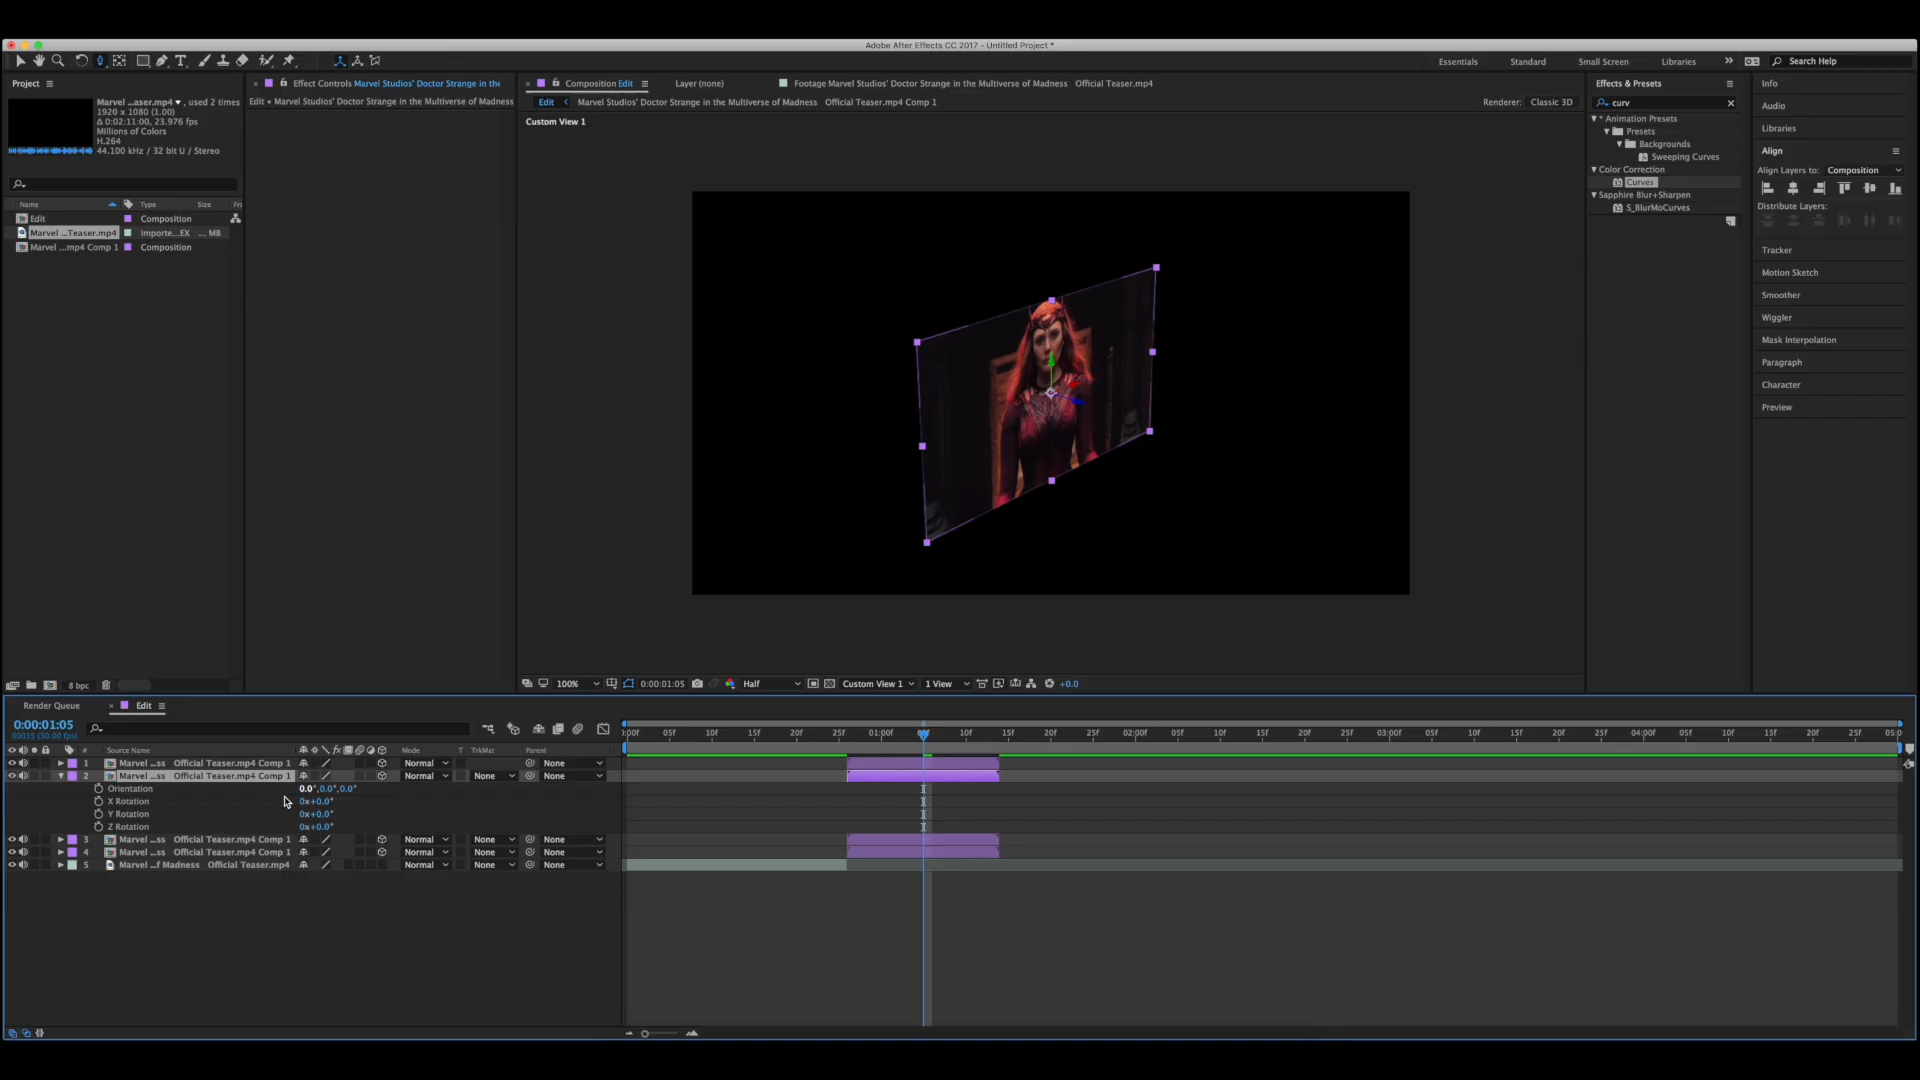 Adobe After Effects CC 2017 - Untitled Project *
Essentials Standard Small Screen Libraries Search Help
Project
Marvel ...aser.mp4 , used 2 times
1920 x 1080 (1.00)
Δ 0:02:11:00, 23.976 fps
Millions of Colors
H.264
44.100 kHz / 32 bit U / Stereo
Name Type Size Fra
Edit Composition
Marvel ...Teaser.mp4 Importe...EX ... MB
Marvel ...mp4 Comp 1 Composition
8 bpc
Effect Controls Marvel Studios' Doctor Strange in the
Edit • Marvel Studios' Doctor Strange in the Multiverse of Madness
Composition Edit Layer (none) Footage Marvel Studios' Doctor Strange in the Multiverse of Madness Official Teaser.mp4
Edit Marvel Studios' Doctor Strange in the Multiverse of Madness Official Teaser.mp4 Comp 1 Renderer: Classic 3D
Custom View 1
100% 0:00:01:05 Half Custom View 1 1 View +0.0
Effects & Presets
curv
* Animation Presets
Presets
Backgrounds
Sweeping Curves
Color Correction
Curves
Sapphire Blur+Sharpen
S_BlurMoCurves
Info
Audio
Libraries
Align
Align Layers to: Composition
Distribute Layers:
Tracker
Motion Sketch
Smoother
Wiggler
Mask Interpolation
Paragraph
Character
Preview
Render Queue Edit
0:00:01:05
00035 (30.00 fps)
:00f 05f 10f 15f 20f 25f 01:00f 10f 15f 20f 25f 02:00f 05f 10f 15f 20f 25f 03:00f 05f 10f 15f 20f 25f 04:00f 05f 10f 15f 20f 25f 05:0
# Source Name Mode T TrkMat Parent
1 Marvel ...ss Official Teaser.mp4 Comp 1 Normal None
2 Marvel ...ss Official Teaser.mp4 Comp 1 Normal None None
Orientation 0.0°,0.0°,0.0°
X Rotation 0x+0.0°
Y Rotation 0x+0.0°
Z Rotation 0x+0.0°
3 Marvel ...ss Official Teaser.mp4 Comp 1 Normal None None
4 Marvel ...ss Official Teaser.mp4 Comp 1 Normal None None
5 Marvel ...f Madness Official Teaser.mp4 Normal None None